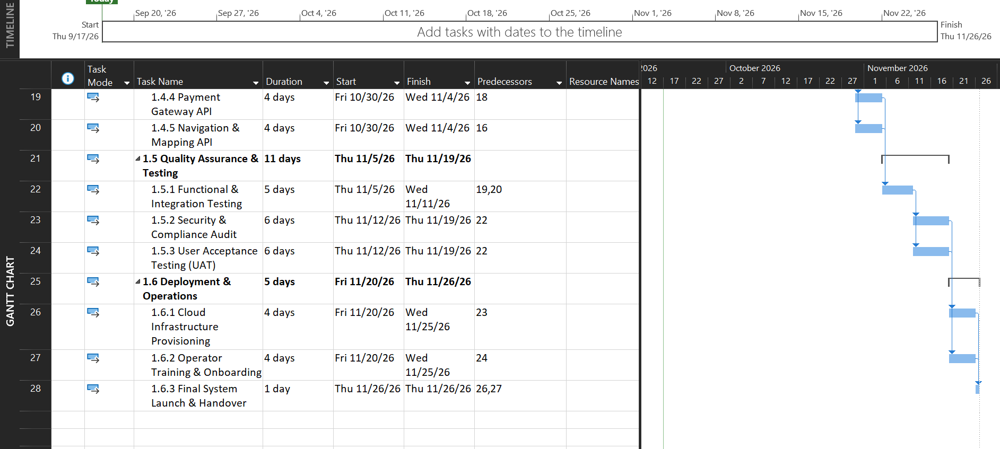 Today
TIMELINE
Sep 20, '26
Sep 27, '26
Oct 4, '26
Oct 11, '26
Oct 18, '26
Oct 25, '26
Nov 1, '26
Nov 8, '26
Nov 15, '26
Nov 22, '26
Start
Thu 9/17/26
Add tasks with dates to the timeline
Finish
Thu 11/26/26
GANTT CHART
Task Mode
Task Name
Duration
Start
Finish
Predecessors
Resource Names
2026
October 2026
November 2026
12 17 22 27 2 7 12 17 22 27 1 6 11 16 21 26
19 1.4.4 Payment Gateway API 4 days Fri 10/30/26 Wed 11/4/26 18
20 1.4.5 Navigation & Mapping API 4 days Fri 10/30/26 Wed 11/4/26 16
21 1.5 Quality Assurance & Testing 11 days Thu 11/5/26 Thu 11/19/26
22 1.5.1 Functional & Integration Testing 5 days Thu 11/5/26 Wed 11/11/26 19,20
23 1.5.2 Security & Compliance Audit 6 days Thu 11/12/26 Thu 11/19/26 22
24 1.5.3 User Acceptance Testing (UAT) 6 days Thu 11/12/26 Thu 11/19/26 22
25 1.6 Deployment & Operations 5 days Fri 11/20/26 Thu 11/26/26
26 1.6.1 Cloud Infrastructure Provisioning 4 days Fri 11/20/26 Wed 11/25/26 23
27 1.6.2 Operator Training & Onboarding 4 days Fri 11/20/26 Wed 11/25/26 24
28 1.6.3 Final System Launch & Handover 1 day Thu 11/26/26 Thu 11/26/26 26,27